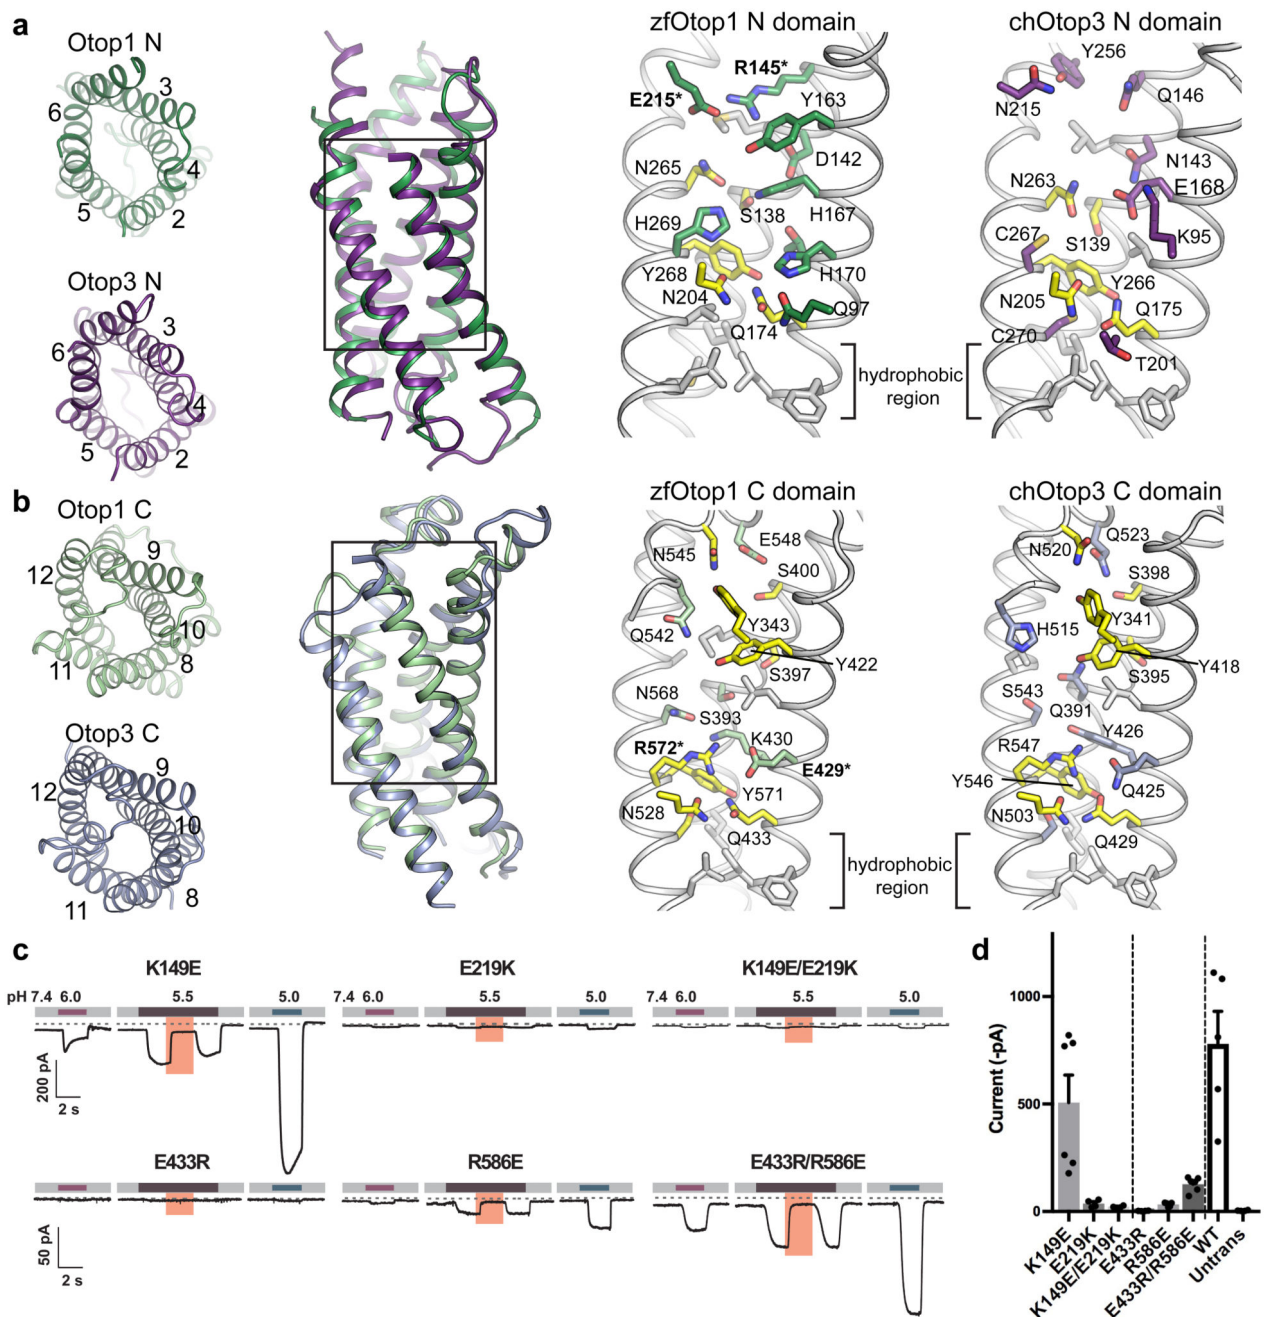 a
Otop1 N
3
6
4
5
2
Otop3 N
3
6
4
5
2
zfOtop1 N domain
R145*
E215*
Y163
D142
N265
S138
H167
H269
Y268
H170
N204
Q97
Q174
hydrophobic
region
chOtop3 N domain
Y256
N215
Q146
N143
N263
E168
C267
S139
K95
Y266
N205
Q175
C270
T201
b
Otop1 C
9
12
10
11
8
Otop3 C
9
12
10
11
8
zfOtop1 C domain
E548
N545
S400
Q542
Y343
Y422
S397
N568
S393
R572*
K430
E429*
Y571
N528
Q433
hydrophobic
region
chOtop3 C domain
Q523
N520
S398
H515
Y341
Y418
S395
S543
Q391
Y426
R547
Y546
Q425
N503
Q429
c
K149E
E219K
K149E/E219K
pH 7.4 6.0 5.5 5.0
7.4 6.0 5.5 5.0
7.4 6.0 5.5 5.0
200 pA
2 s
E433R
R586E
E433R/R586E
50 pA
2 s
d
Current (-pA)
1000
500
0
K149E
E219K
K149E/E219K
E433R
R586E
E433R/R586E
WT
Untrans